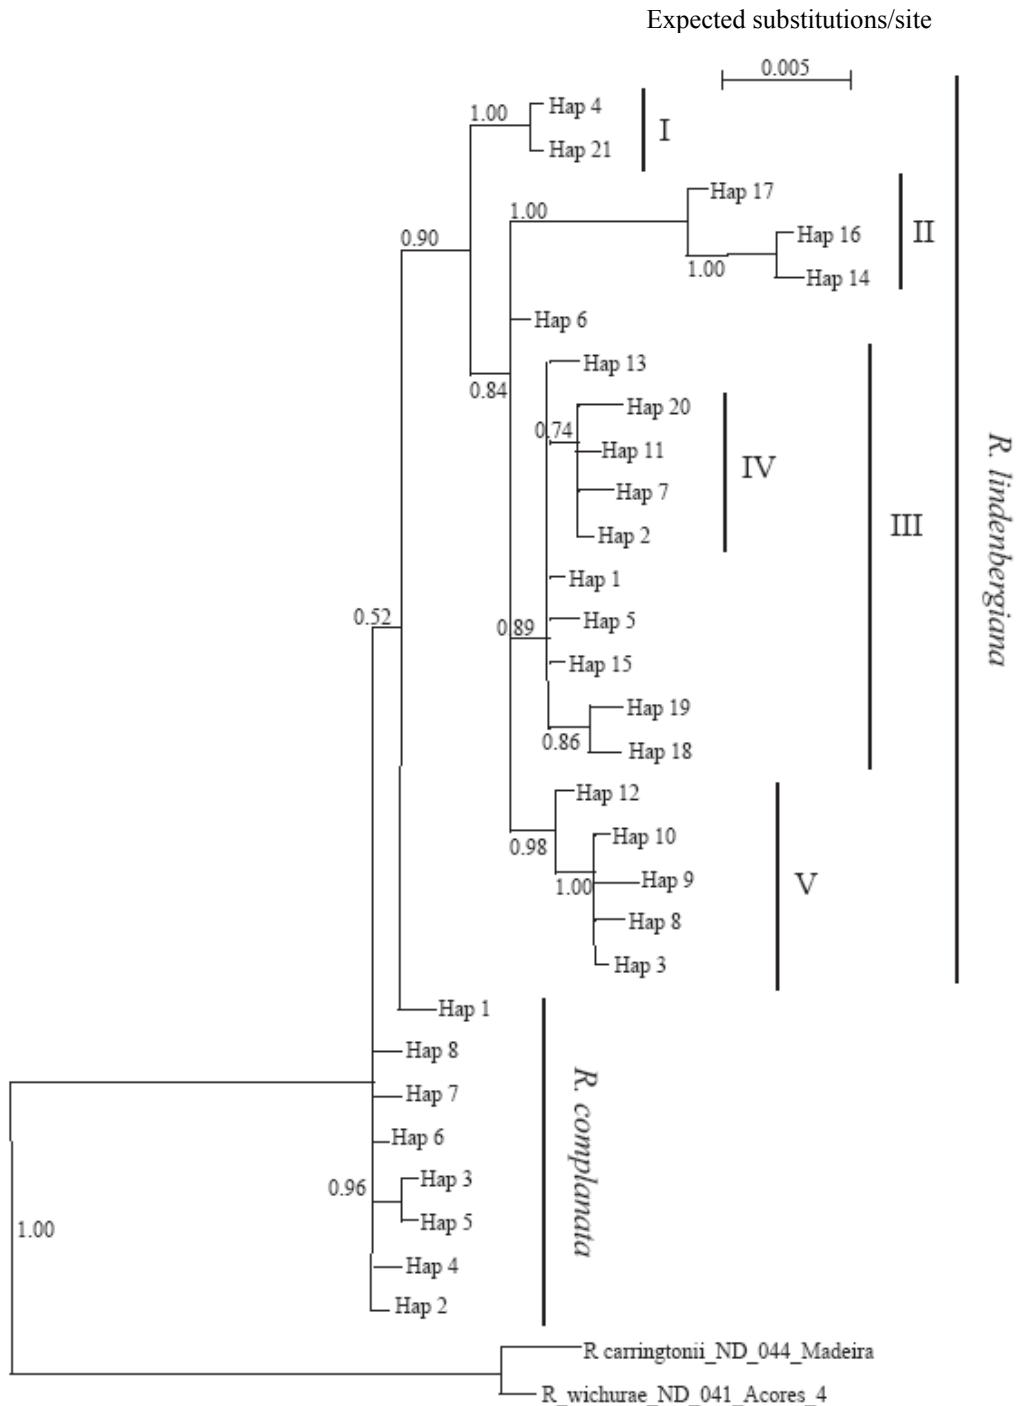 Expected substitutions/site
0.005
1.00
Hap 4
Hap 21
I
1.00
Hap 17
Hap 16
Hap 14
1.00
II
0.90
Hap 6
0.84
Hap 13
Hap 20
0.74
Hap 11
Hap 7
Hap 2
IV
Hap 1
Hap 5
0.89
Hap 15
Hap 19
Hap 18
0.86
III
0.52
Hap 12
0.98
Hap 10
Hap 9
1.00
Hap 8
Hap 3
V
R. lindenbergiana
Hap 1
Hap 8
Hap 7
Hap 6
Hap 3
0.96
Hap 5
Hap 4
Hap 2
R. complanata
1.00
R carringtonii_ND_044_Madeira
R_wichurae_ND_041_Acores_4